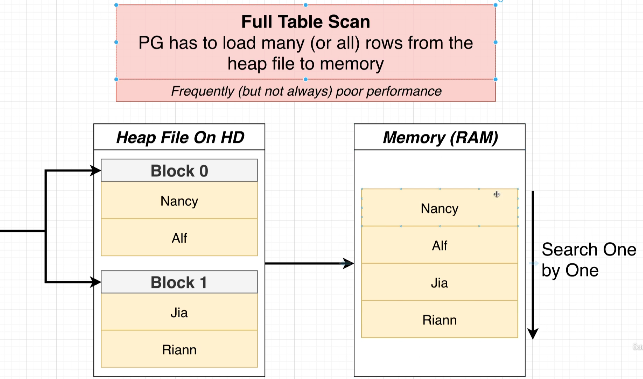 Full Table Scan
PG has to load many (or all) rows from the
heap file to memory
Frequently (but not always) poor performance
Heap File On HD
Block 0
Nancy
Alf
Block 1
Jia
Riann
Memory (RAM)
Nancy
Alf
Jia
Riann
Search One
by One